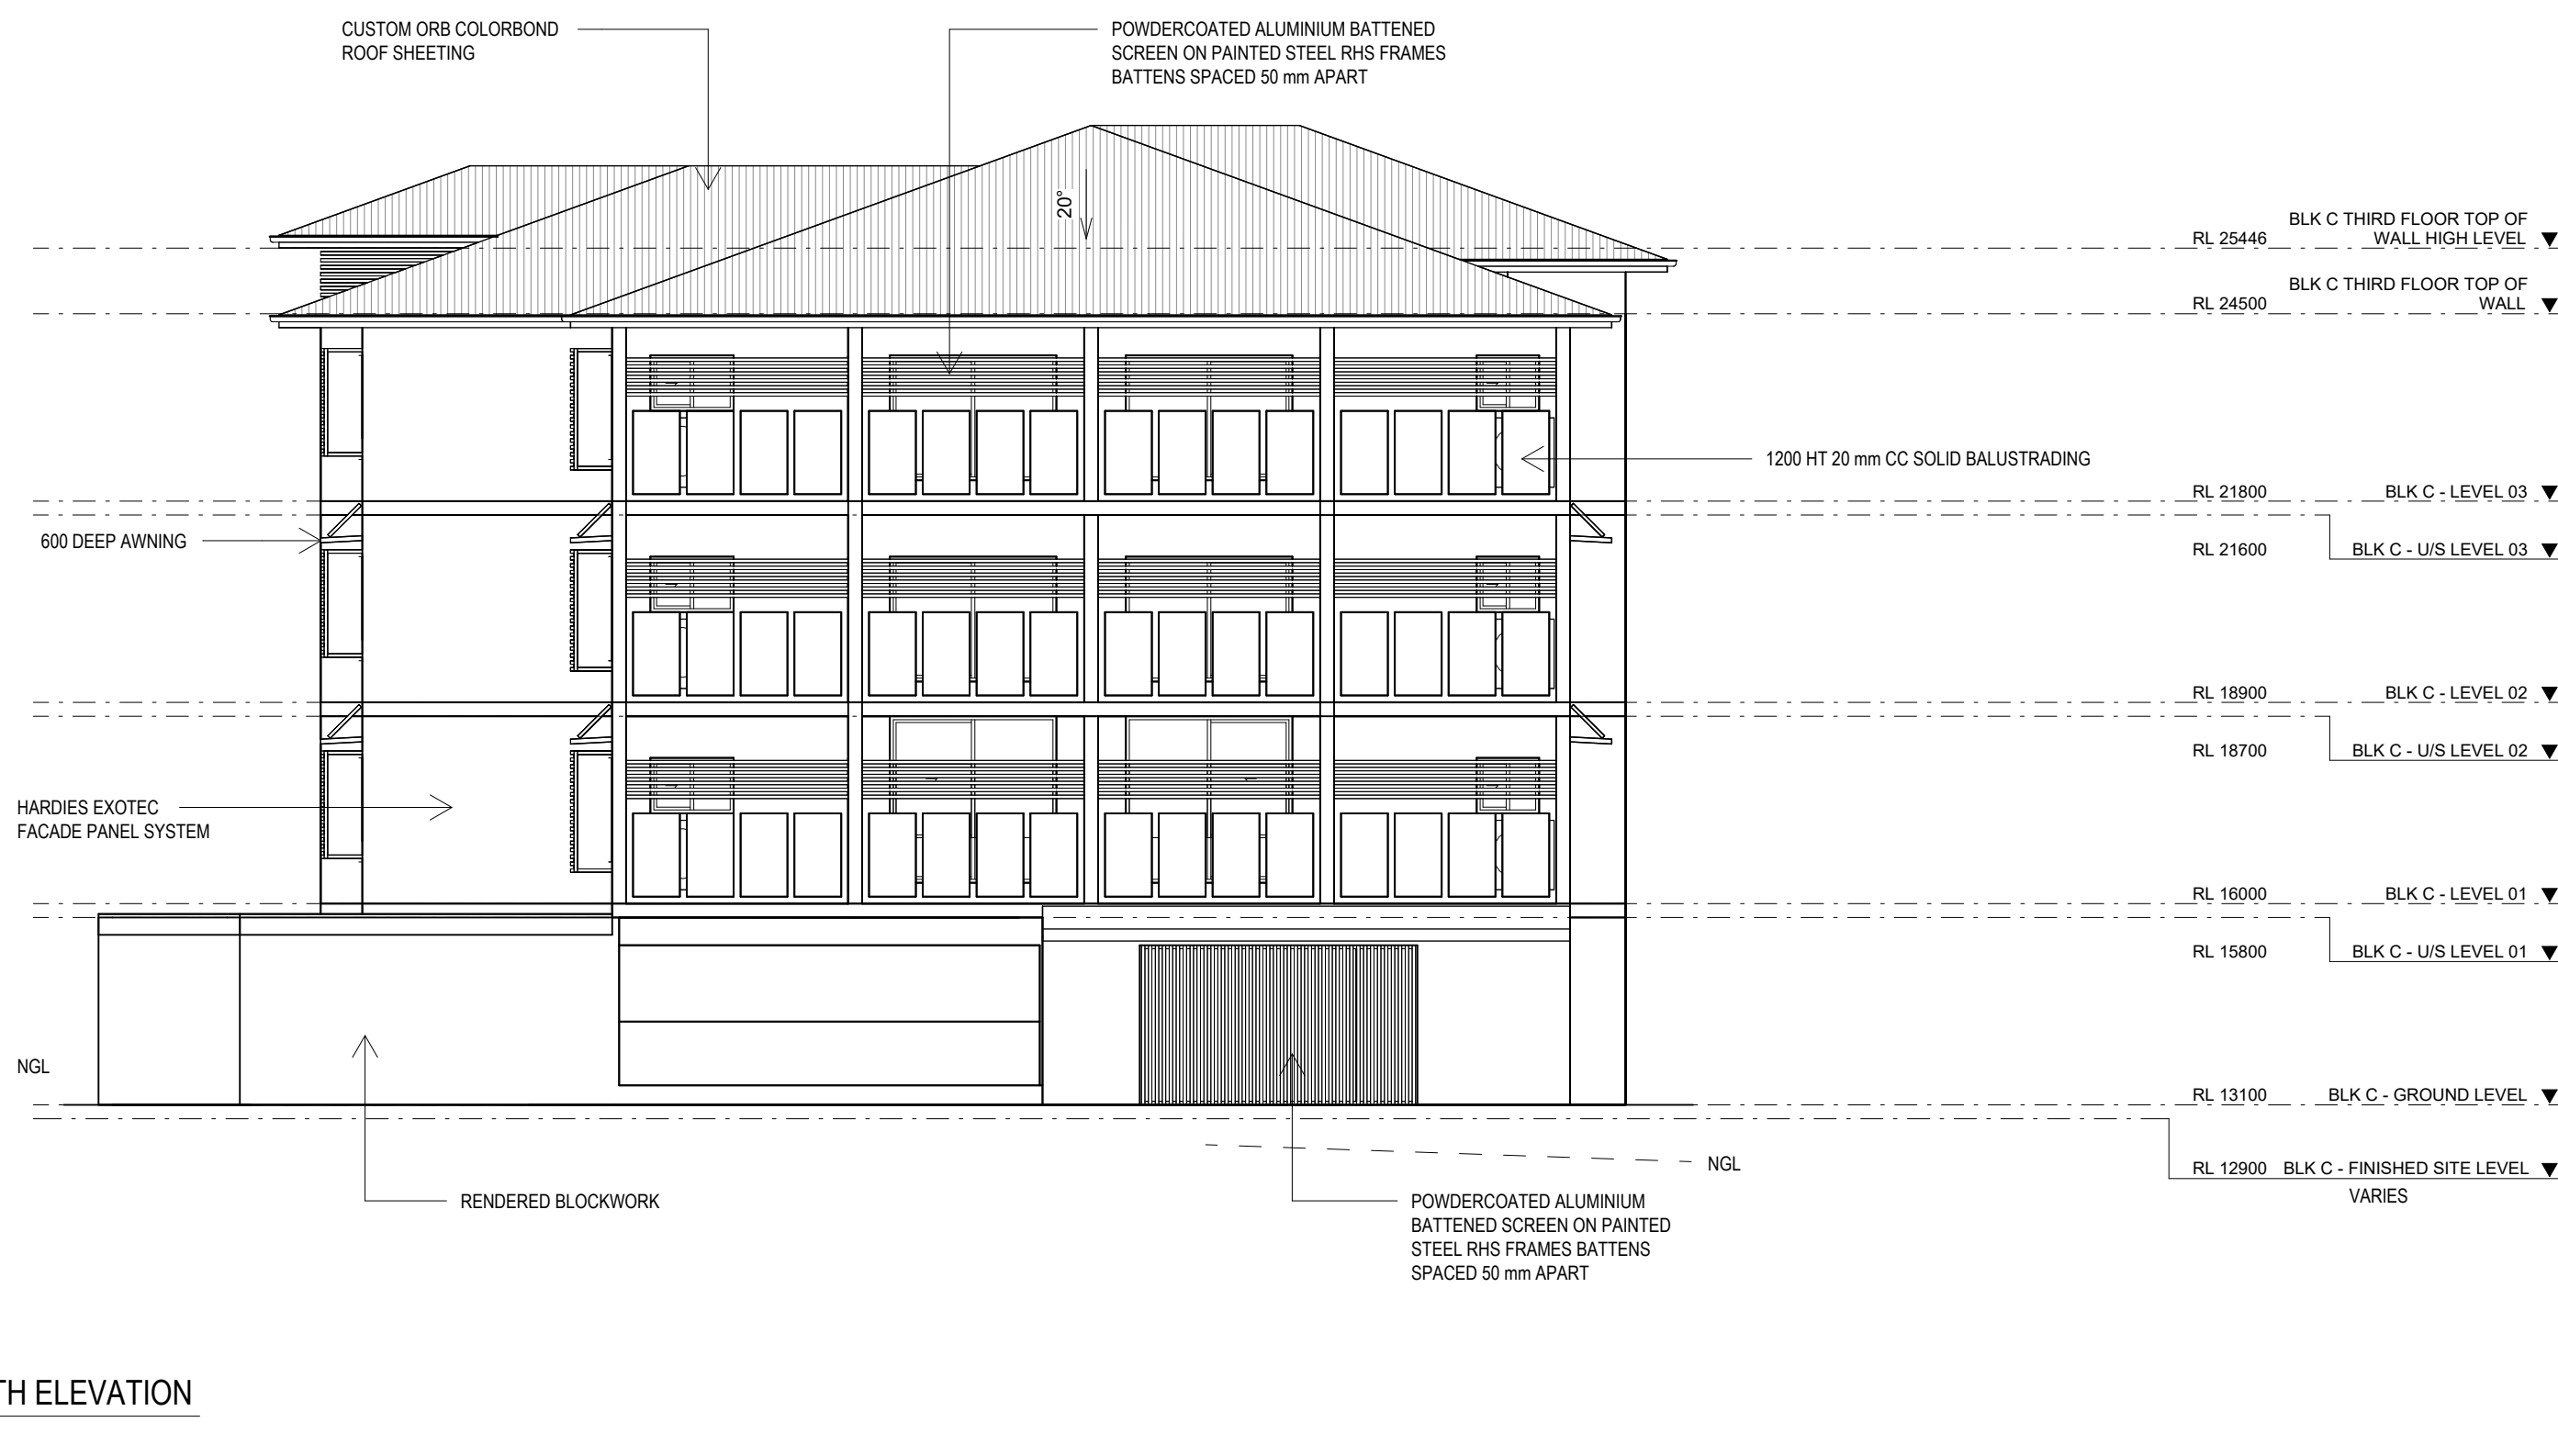 CUSTOM ORB COLORBOND
ROOF SHEETING
POWDERCOATED ALUMINIUM BATTENED
SCREEN ON PAINTED STEEL RHS FRAMES
BATTENS SPACED 50 mm APART
20°
BLK C THIRD FLOOR TOP OF
RL 25446 WALL HIGH LEVEL
BLK C THIRD FLOOR TOP OF
RL 24500 WALL
1200 HT 20 mm CC SOLID BALUSTRADING
RL 21800 BLK C - LEVEL 03
600 DEEP AWNING
RL 21600 BLK C - U/S LEVEL 03
RL 18900 BLK C - LEVEL 02
RL 18700 BLK C - U/S LEVEL 02
HARDIES EXOTEC
FACADE PANEL SYSTEM
RL 16000 BLK C - LEVEL 01
RL 15800 BLK C - U/S LEVEL 01
NGL
RL 13100 BLK C - GROUND LEVEL
NGL
RL 12900 BLK C - FINISHED SITE LEVEL
VARIES
RENDERED BLOCKWORK
POWDERCOATED ALUMINIUM
BATTENED SCREEN ON PAINTED
STEEL RHS FRAMES BATTENS
SPACED 50 mm APART
ELEVATION